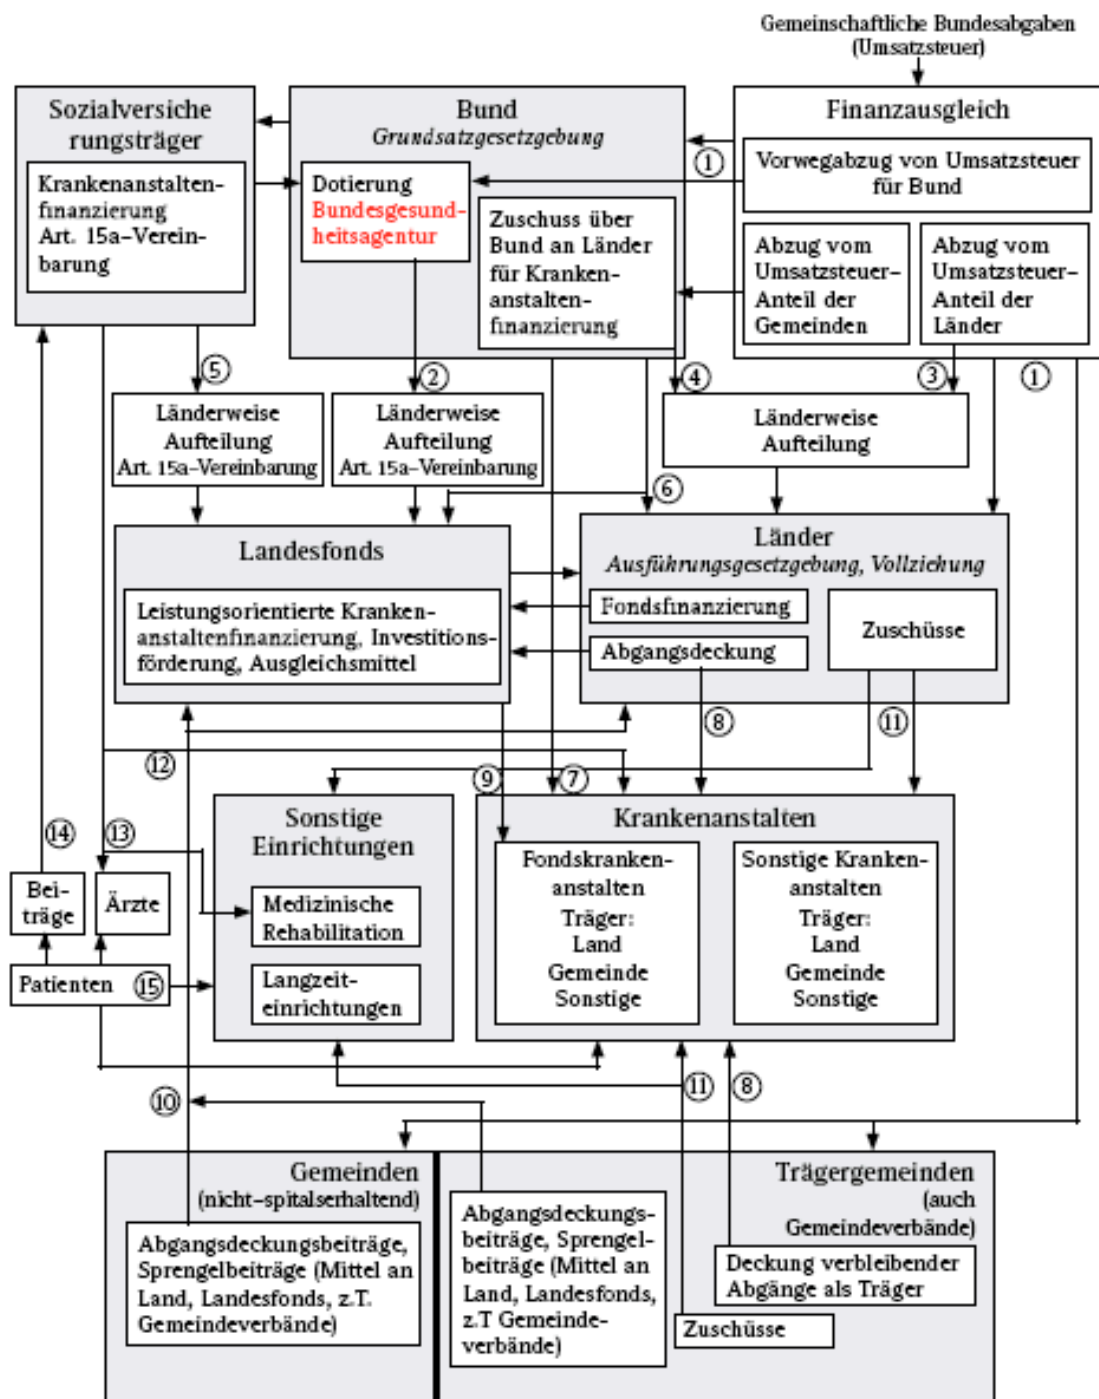 Gemeinschaftliche Bundesabgaben
(Umsatzsteuer)
Sozialversiche
rungsträger
Krankenanstalten-
finanzierung
Art. 15a-Verein-
barung
Bund
Grundsatzgesetzgebung
Dotierung
Bundesgesund-
heitsagentur
Zuschuss über
Bund an Länder
für Kranken-
anstalten-
finanzierung
Finanzausgleich
1
Vorwegabzug von Umsatzsteuer
für Bund
Abzug vom
Umsatzsteuer-
Anteil der
Gemeinden
Abzug vom
Umsatzsteuer-
Anteil der
Länder
5
2
4
3
1
Länderweise
Aufteilung
Art. 15a-Vereinbarung
Länderweise
Aufteilung
Art. 15a-Vereinbarung
Länderweise
Aufteilung
6
Landesfonds
Leistungsorientierte Kranken-
anstaltenfinanzierung, Investitions-
förderung, Ausgleichsmittel
Länder
Ausführungsgesetzgebung, Vollziehung
Fondsfinanzierung
Abgangsdeckung
Zuschüsse
8
11
12
9
7
14
13
Sonstige
Einrichtungen
Medizinische
Rehabilitation
Langzeit-
einrichtungen
Krankenanstalten
Fondskranken-
anstalten
Träger:
Land
Gemeinde
Sonstige
Sonstige Kranken-
anstalten
Träger:
Land
Gemeinde
Sonstige
Bei-
träge
Ärzte
Patienten 15
10
11
8
Gemeinden
(nicht-spitalserhaltend)
Abgangsdeckungsbeiträge,
Sprengelbeiträge (Mittel an
Land, Landesfonds, z.T.
Gemeindeverbände)
Trägergemeinden
(auch
Gemeindeverbände)
Abgangsdeckungs-
beiträge, Sprengel-
beiträge (Mittel an
Land, Landesfonds,
z.T Gemeinde-
verbände)
Deckung verbleibender
Abgänge als Träger
Zuschüsse